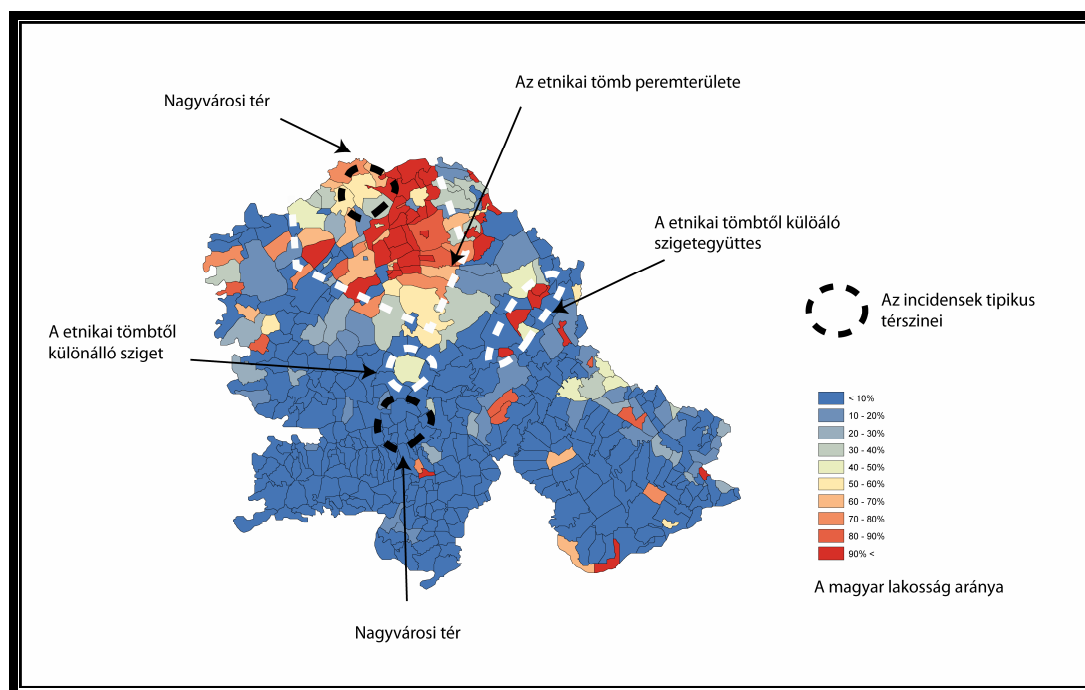 Az etnikai tömb peremterülete
Nagyvárosi tér
A etnikai tömbtől külöáló
szigetegyüttes
Az incidensek tipikus
térszinei
A etnikai tömbtől
különálló sziget
< 10%
10 - 20%
20 - 30%
30 - 40%
40 - 50%
50 - 60%
60 - 70%
70 - 80%
80 - 90%
90% <
A magyar lakosság aránya
Nagyvárosi tér